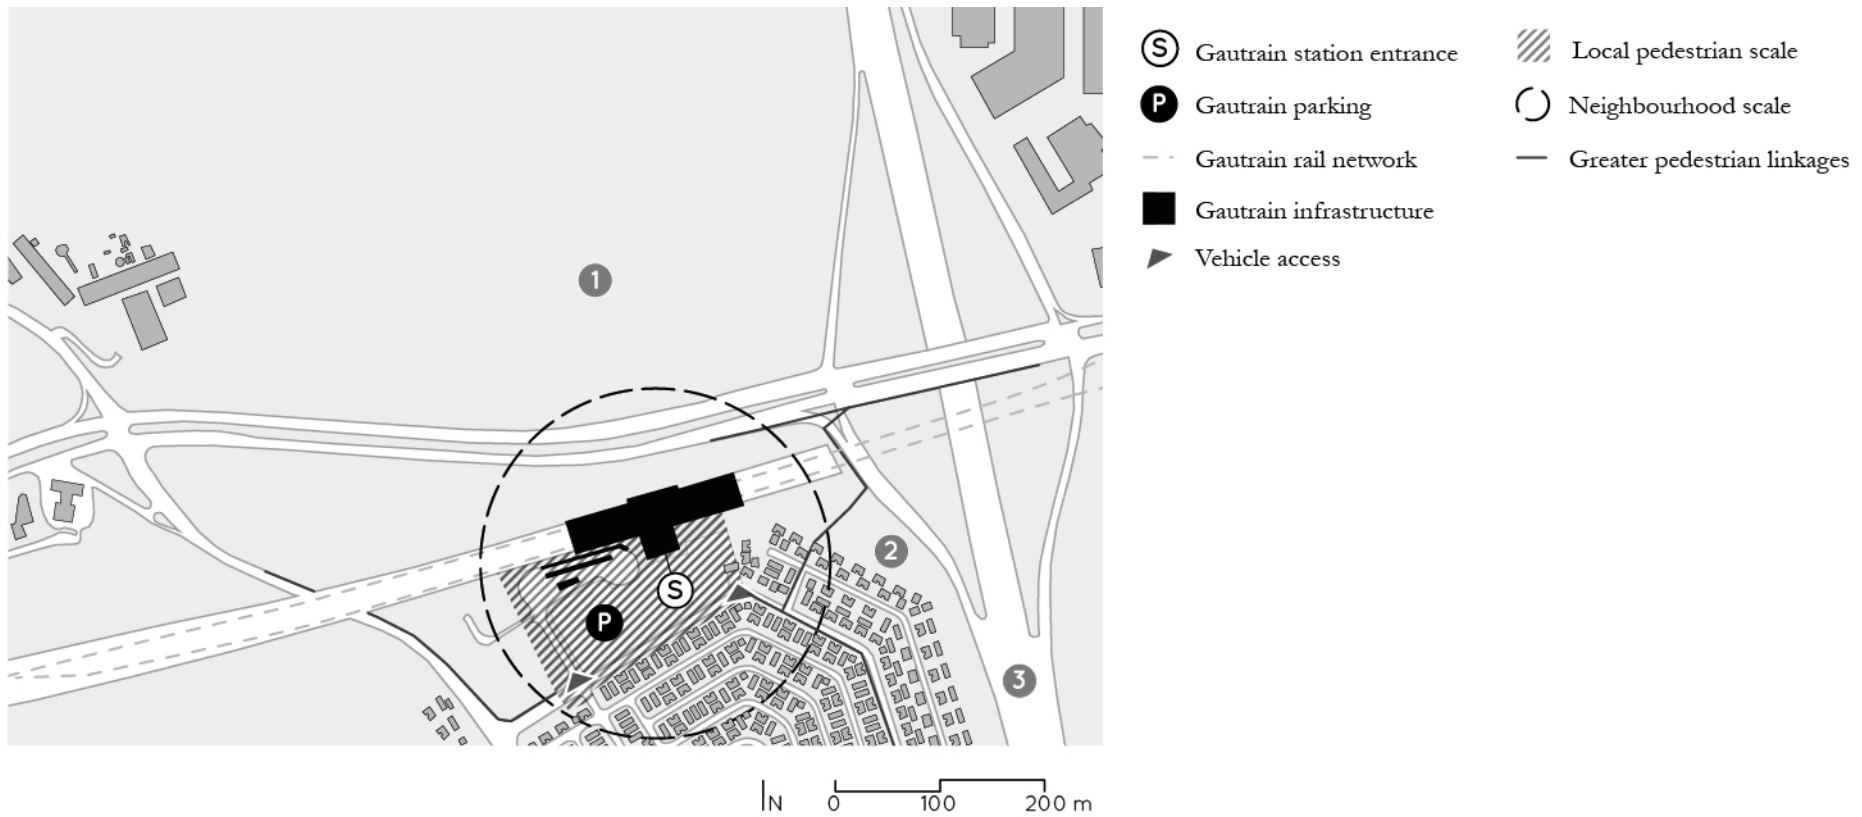 S Gautrain station entrance
P Gautrain parking
Gautrain rail network
Gautrain infrastructure
Vehicle access
Local pedestrian scale
Neighbourhood scale
Greater pedestrian linkages
1
2
S
P
3
N 0 100 200 m